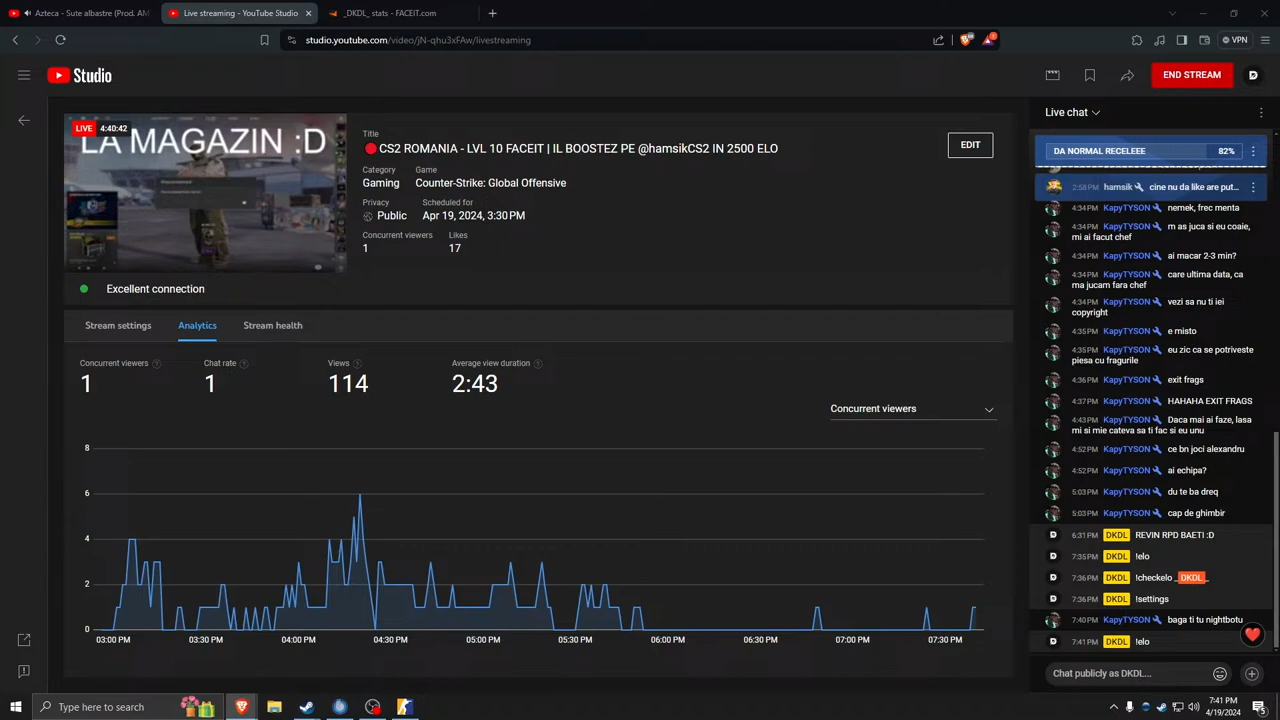 Azteca - Sute albastre (Prod. AM
Live streaming - YouTube Studio
_DKDL_ stats - FACEIT.com
studio.youtube.com/video/jN-qhu3xFAw/livestreaming
VPN
Studio
END STREAM
LIVE 4:40:42
LA MAGAZIN :D
Title
CS2 ROMANIA - LVL 10 FACEIT | IL BOOSTEZ PE @hamsikCS2 IN 2500 ELO
EDIT
Category
Game
Gaming
Counter-Strike: Global Offensive
Privacy
Scheduled for
Public
Apr 19, 2024, 3:30 PM
Concurrent viewers
Likes
1
17
Excellent connection
Stream settings
Analytics
Stream health
Concurrent viewers
Chat rate
Views
Average view duration
1
1
114
2:43
Concurrent viewers
8
6
4
2
0
03:00 PM
03:30 PM
04:00 PM
04:30 PM
05:00 PM
05:30 PM
06:00 PM
06:30 PM
07:00 PM
07:30 PM
Live chat
DA NORMAL RECELEEE 82%
2:58 PM hamsik cine nu da like are put...
4:34 PM KapyTYSON nemek, frec menta
4:34 PM KapyTYSON m as juca si eu coaie,
mi ai facut chef
4:34 PM KapyTYSON ai macar 2-3 min?
4:34 PM KapyTYSON care ultima data, ca
ma jucam fara chef
4:34 PM KapyTYSON vezi sa nu ti iei
copyright
4:35 PM KapyTYSON e misto
4:35 PM KapyTYSON eu zic ca se potriveste
piesa cu fragurile
4:36 PM KapyTYSON exit frags
4:37 PM KapyTYSON HAHAHA EXIT FRAGS
4:43 PM KapyTYSON Daca mai ai faze, lasa
mi si mie cateva sa ti fac si eu unu
4:52 PM KapyTYSON ce bn joci alexandru
4:52 PM KapyTYSON ai echipa?
5:03 PM KapyTYSON du te ba dreq
5:03 PM KapyTYSON cap de ghimbir
6:31 PM DKDL REVIN RPD BAETI :D
7:35 PM DKDL !elo
7:36 PM DKDL !checkelo _DKDL_
7:36 PM DKDL !settings
7:40 PM KapyTYSON baga ti tu nightbotu
7:41 PM DKDL !elo
Chat publicly as DKDL...
Type here to search
7:41 PM
4/19/2024
5